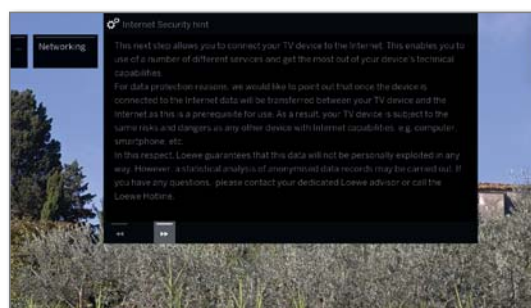 Internet Security hint
... Networking
This next step allows you to connect your TV device to the Internet. This enables you to
use of a number of different services and get the most out of your device's technical
capabilities.
For data protection reasons, we would like to point out that once the device is
connected to the Internet data will be transferred between your TV device and the
Internet as this is a prerequisite for use. As a result, your TV device is subject to the
same risks and dangers as any other device with Internet capabilities, e.g. computer,
smartphone, etc.
In this respect, Loewe guarantees that this data will not be personally exploited in any
way. However, a statistical analysis of anonymised data records may be carried out. If
you have any questions, please contact your dedicated Loewe advisor or call the
Loewe Hotline.